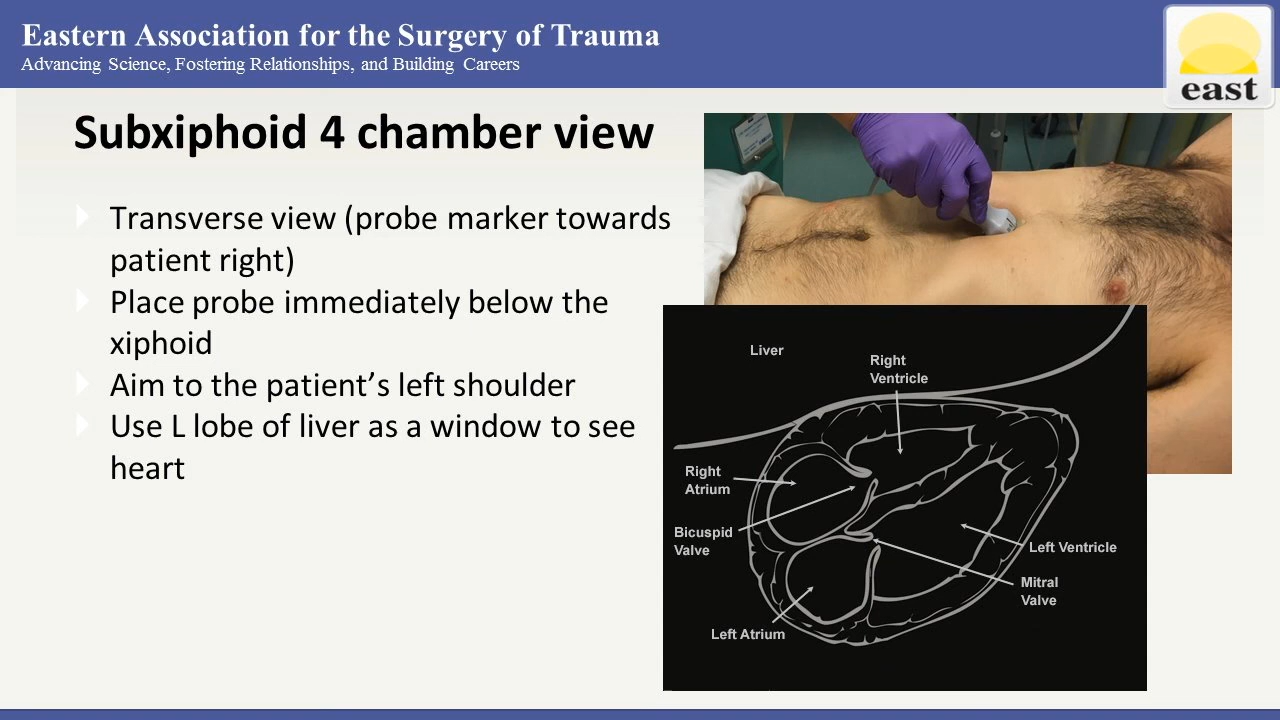 Eastern Association for the Surgery of Trauma
Advancing Science, Fostering Relationships, and Building Careers
east
Subxiphoid 4 chamber view
Transverse view (probe marker towards
patient right)
Place probe immediately below the
xiphoid
Aim to the patient’s left shoulder
Use L lobe of liver as a window to see
heart
Liver
Right
Ventricle
Right
Atrium
Bicuspid
Valve
Left Ventricle
Mitral
Valve
Left Atrium